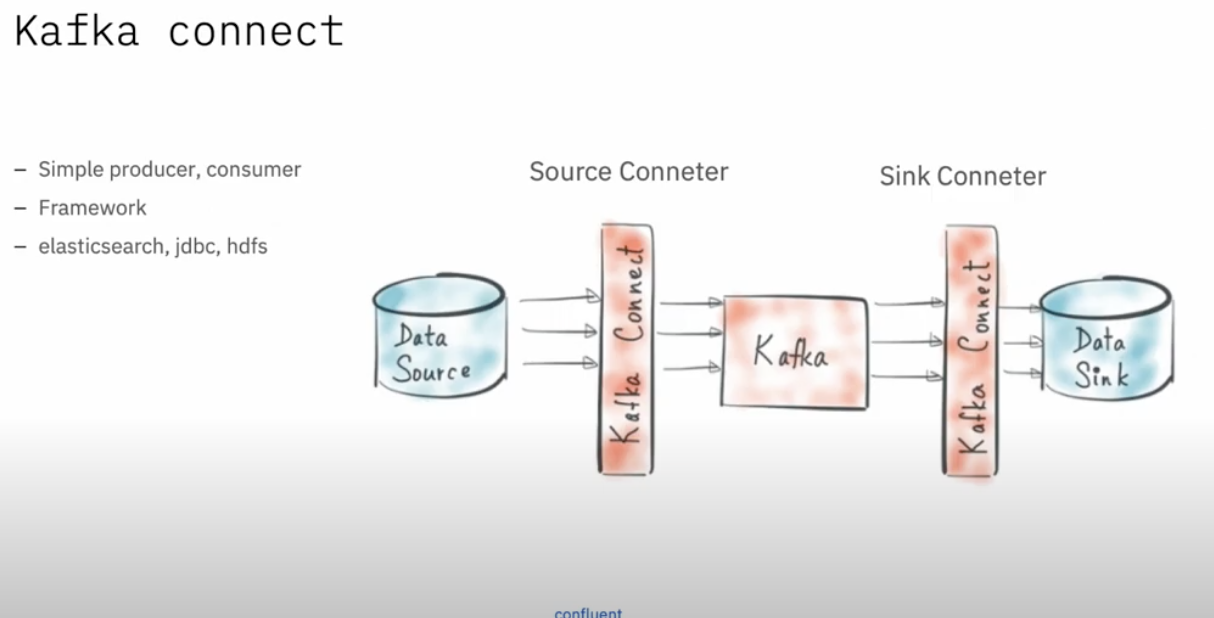 Kafka connect
– Simple producer, consumer
– Framework
– elasticsearch, jdbc, hdfs
Source Conneter
Sink Conneter
Data
Source
Kafka Connect
Kafka
Kafka Connect
Data
Sink
confluent